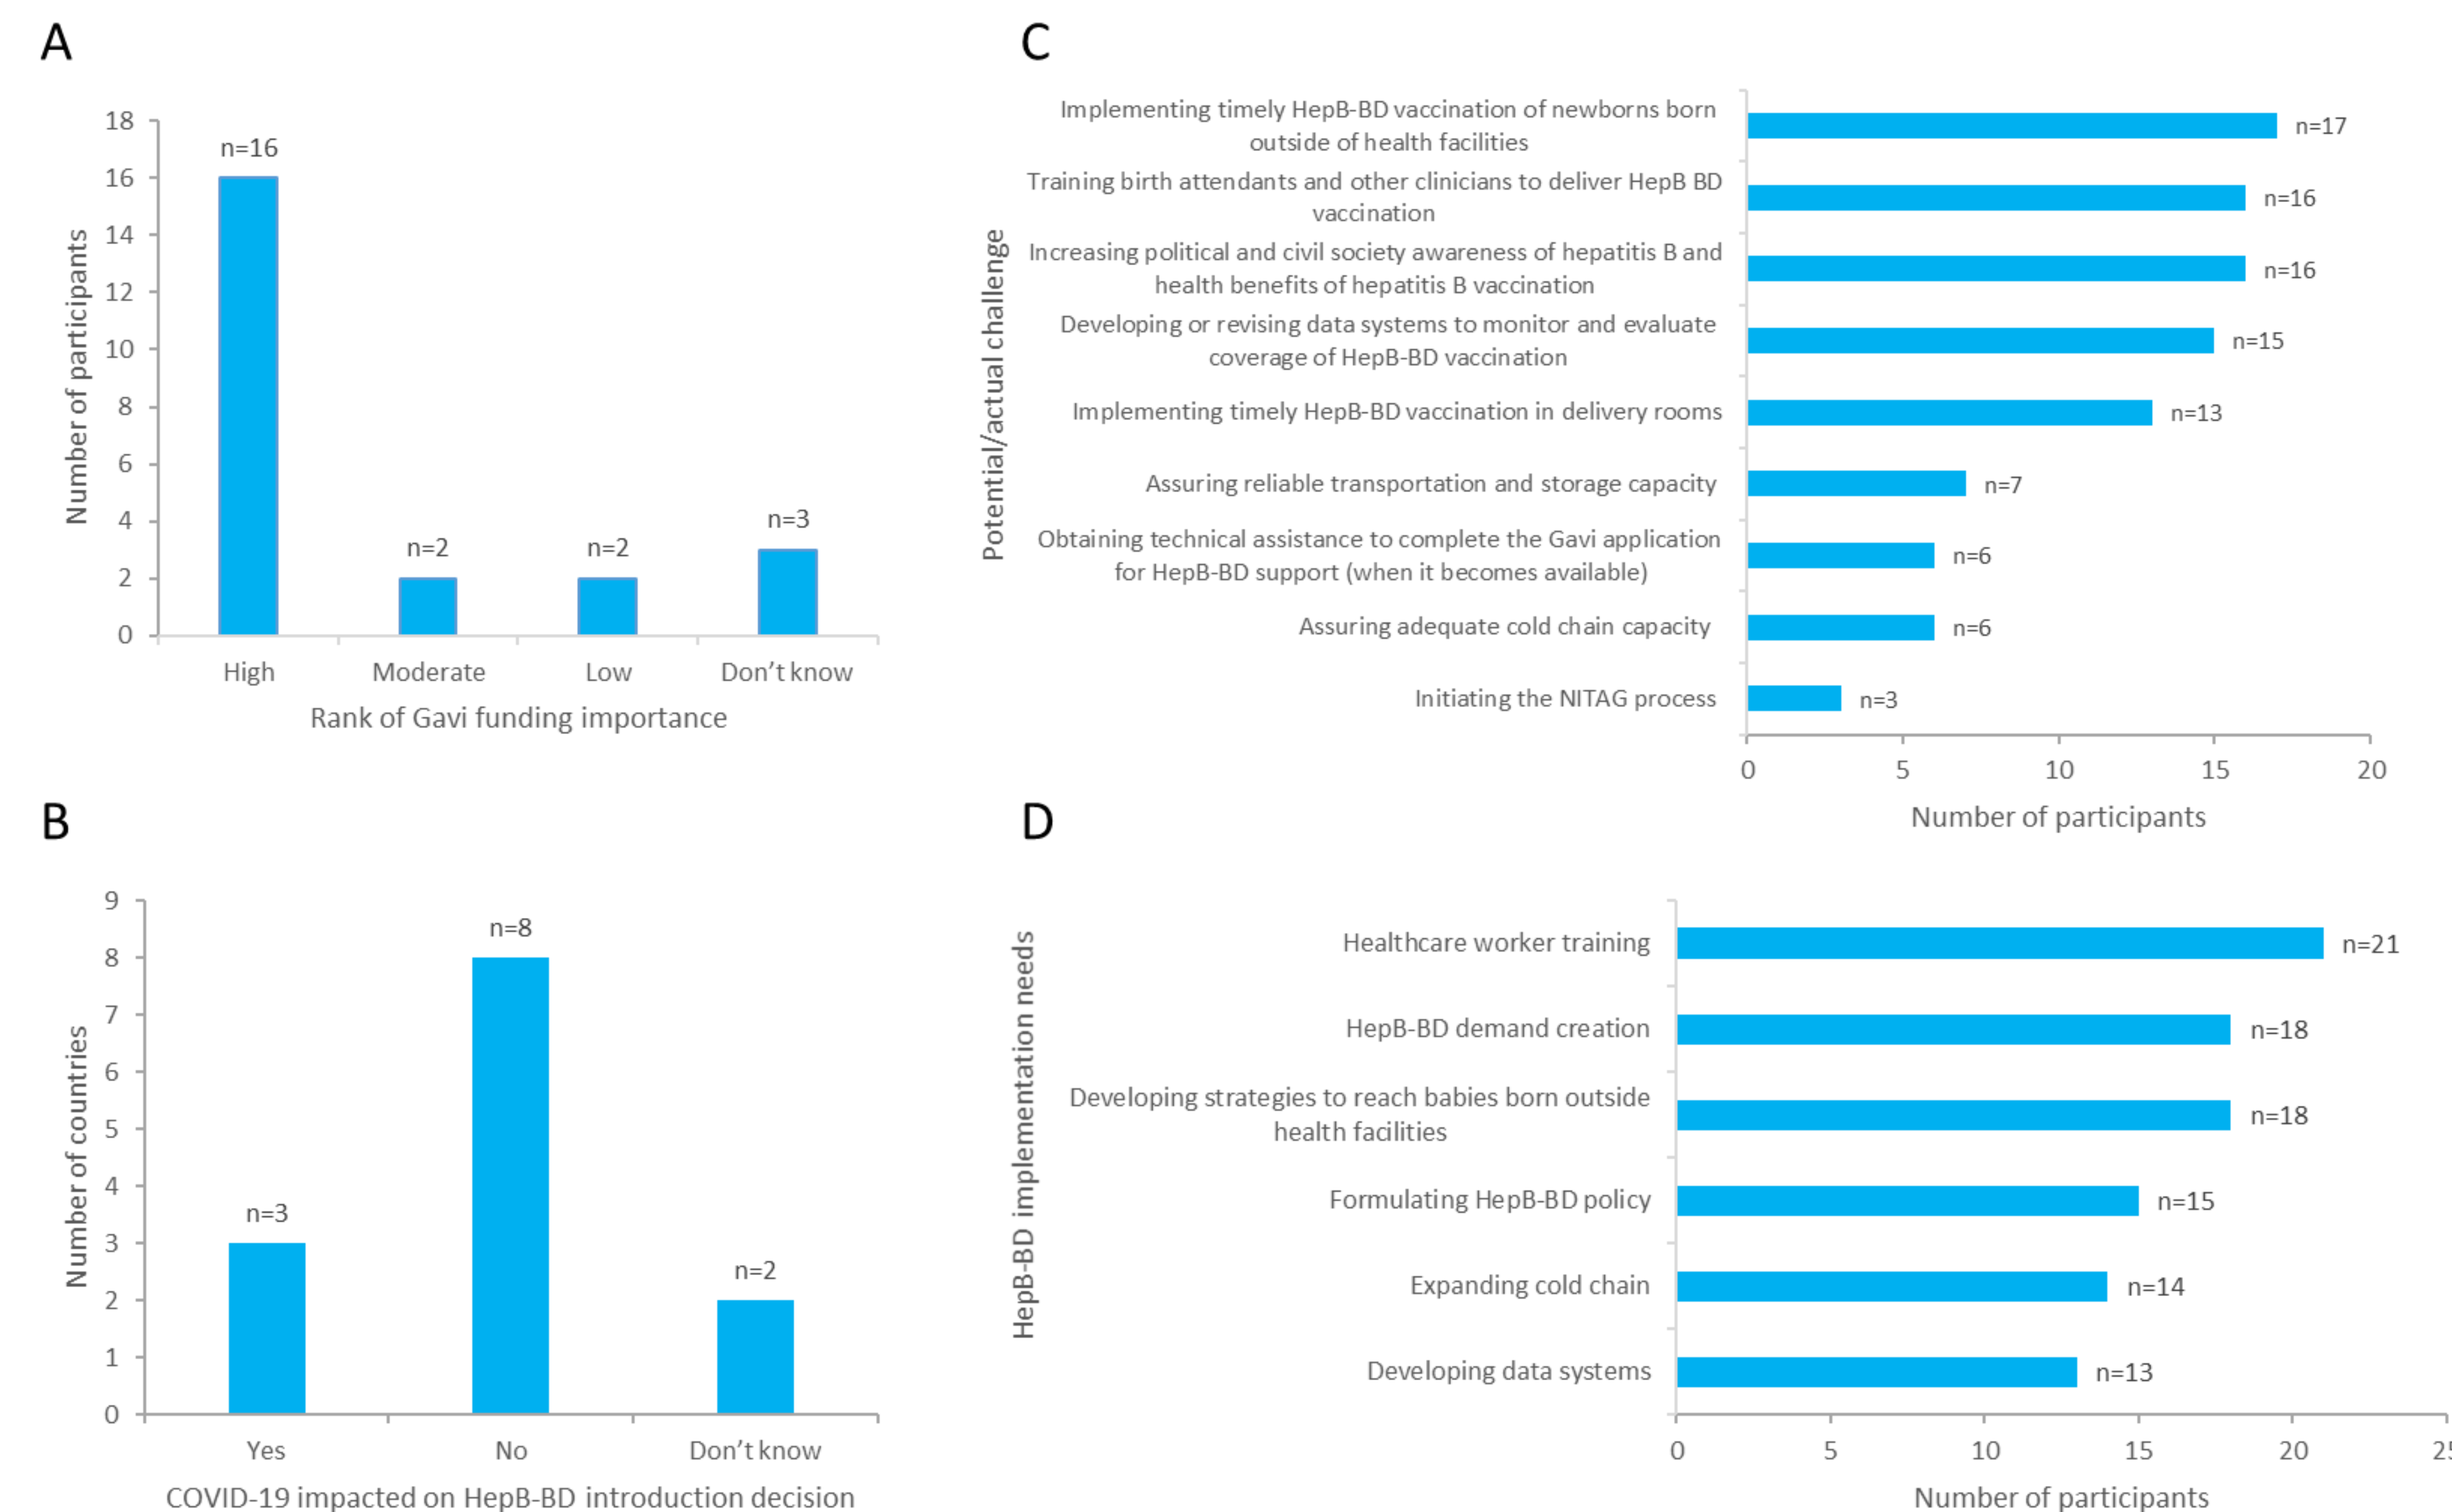 A
18
16
14
12
10
8
6
4
2
0
Number of participants
n=16
n=2
n=2
n=3
High
Moderate
Low
Don't know
Rank of Gavi funding importance
B
9
8
7
6
5
4
3
2
1
0
Number of countries
n=3
n=8
n=2
Yes
No
Don't know
COVID-19 impacted on HepB-BD introduction decision
C
Potential/actual challenge
Implementing timely HepB-BD vaccination of newborns born
outside of health facilities
n=17
Training birth attendants and other clinicians to deliver HepB BD
vaccination
n=16
Increasing political and civil society awareness of hepatitis B and
health benefits of hepatitis B vaccination
n=16
Developing or revising data systems to monitor and evaluate
coverage of HepB-BD vaccination
n=15
Implementing timely HepB-BD vaccination in delivery rooms
n=13
Assuring reliable transportation and storage capacity
n=7
Obtaining technical assistance to complete the Gavi application
for HepB-BD support (when it becomes available)
n=6
Assuring adequate cold chain capacity
n=6
Initiating the NITAG process
n=3
0 5 10 15 20
Number of participants
D
HepB-BD implementation needs
Healthcare worker training
n=21
HepB-BD demand creation
n=18
Developing strategies to reach babies born outside
health facilities
n=18
Formulating HepB-BD policy
n=15
Expanding cold chain
n=14
Developing data systems
n=13
0 5 10 15 20
Number of participants